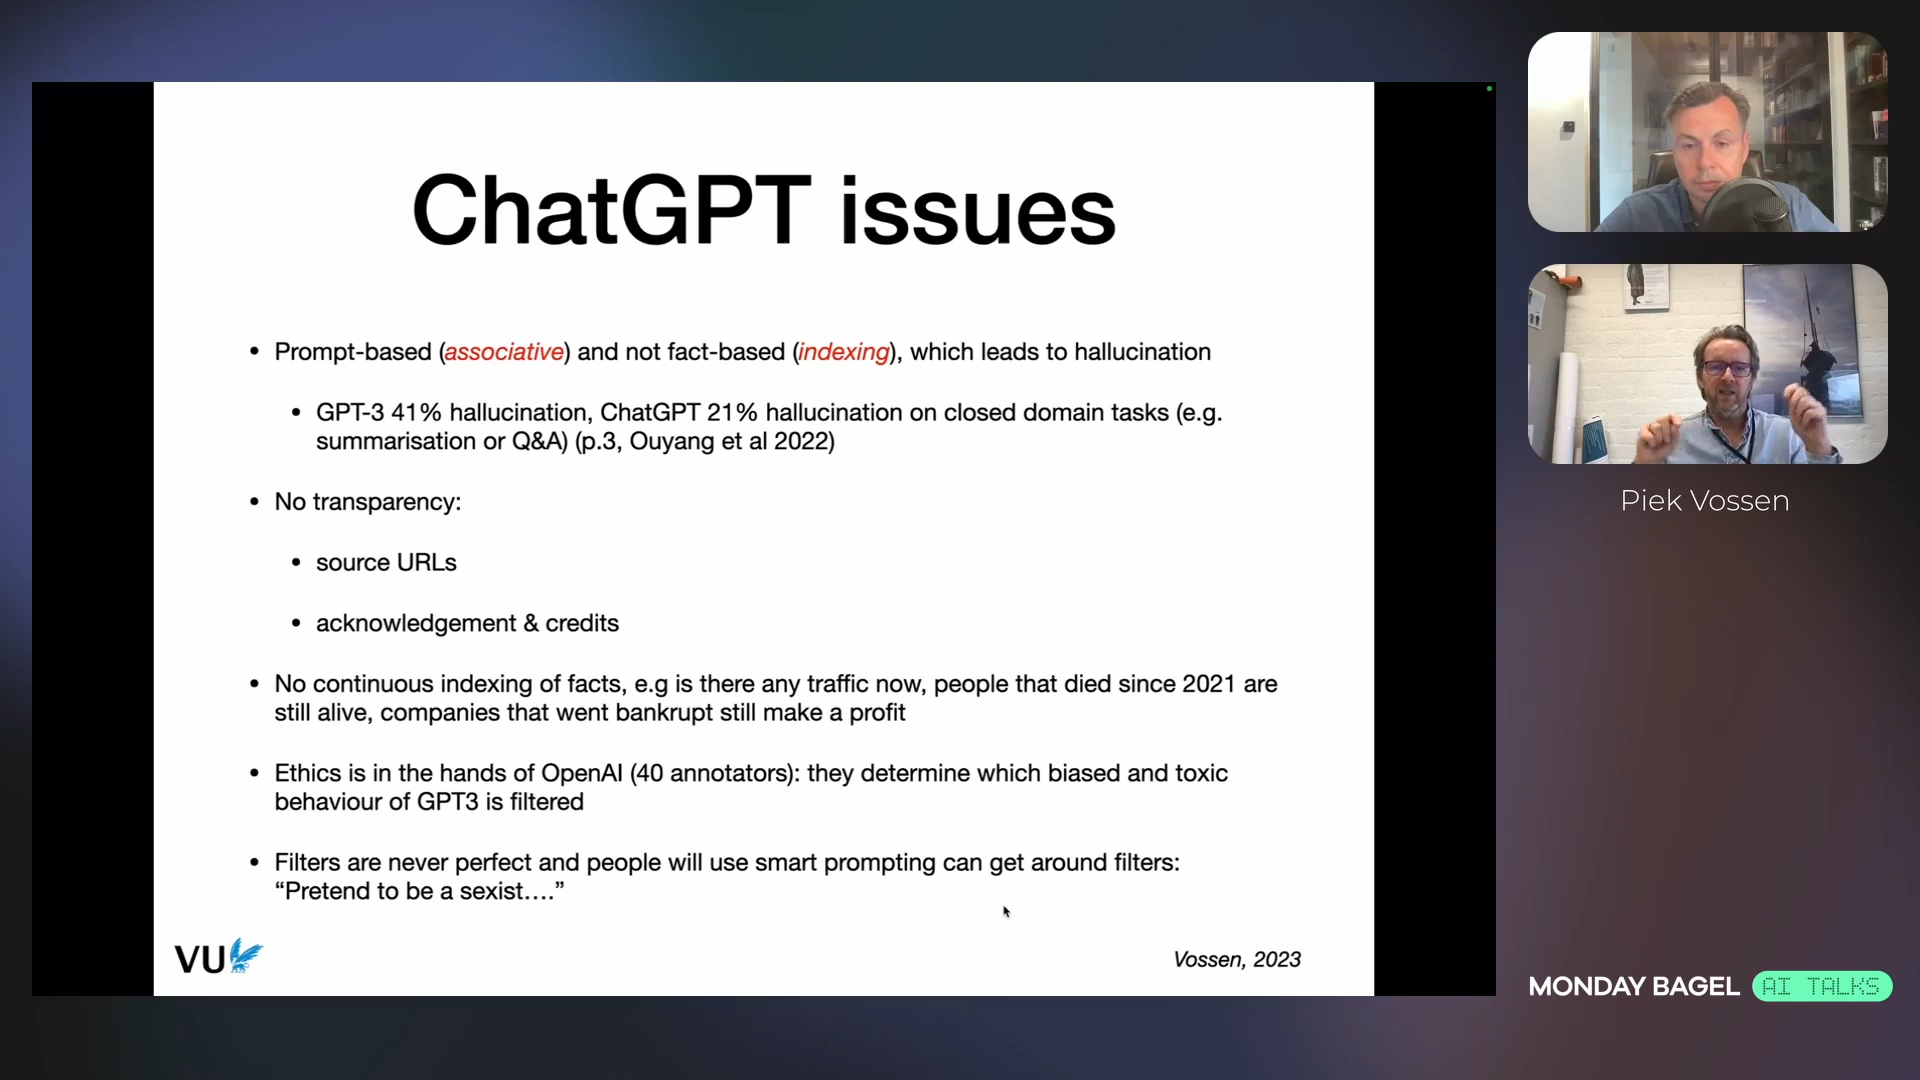 ChatGPT issues
• Prompt-based (associative) and not fact-based (indexing), which leads to hallucination
• GPT-3 41% hallucination, ChatGPT 21% hallucination on closed domain tasks (e.g.
summarisation or Q&A) (p.3, Ouyang et al 2022)
• No transparency:
• source URLs
• acknowledgement & credits
• No continuous indexing of facts, e.g is there any traffic now, people that died since 2021 are
still alive, companies that went bankrupt still make a profit
• Ethics is in the hands of OpenAI (40 annotators): they determine which biased and toxic
behaviour of GPT3 is filtered
• Filters are never perfect and people will use smart prompting can get around filters:
“Pretend to be a sexist….”
VU
Vossen, 2023
Piek Vossen
MONDAY BAGEL AI TALKS